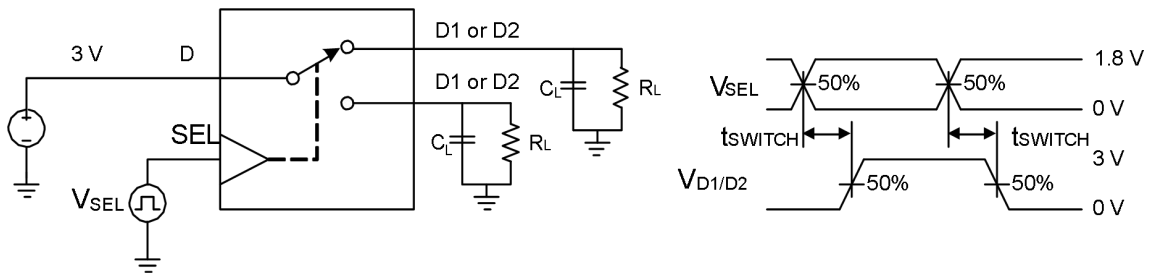 3 V
D
D1 or D2
CL
RL
D1 or D2
CL
RL
SEL
VSEL
VSEL
50%
50%
1.8 V
0 V
tSWITCH
tSWITCH
3 V
VD1/D2
50%
50%
0 V